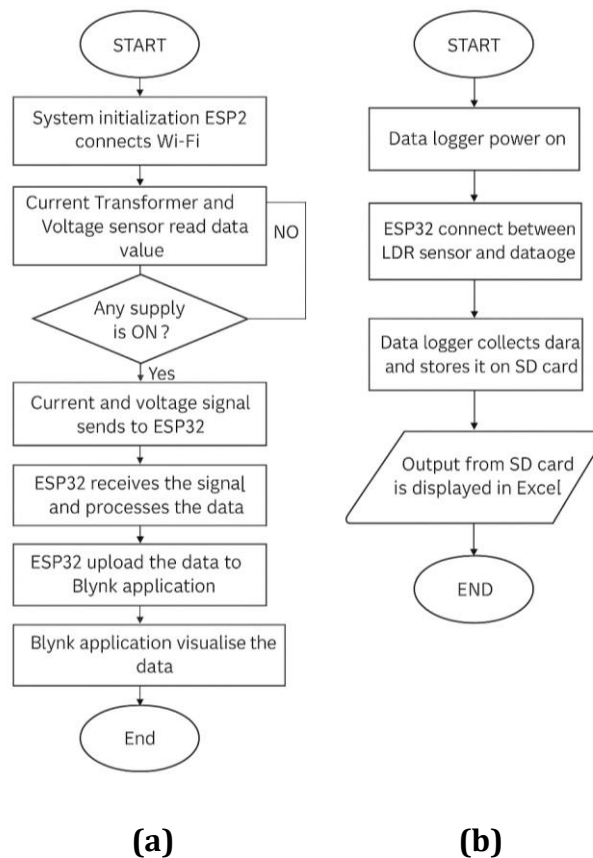 START
System initialization ESP2
connects Wi-Fi
Current Transformer and
Voltage sensor read data
value
NO
Any supply
is ON?
Yes
Current and voltage signal
sends to ESP32
ESP32 receives the signal
and processes the data
ESP32 upload the data to
Blynk application
Blynk application visualise the
data
End
(a)
START
Data logger power on
ESP32 connect between
LDR sensor and dataoge
Data logger collects dara
and stores it on SD card
Output from SD card
is displayed in Excel
END
(b)